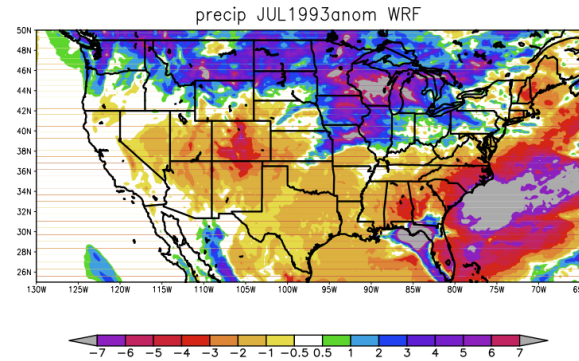 precip JUL1993anom WRF
50N
48N
46N
44N
42N
40N
38N
36N
34N
32N
30N
28N
26N
130W 125W 120W 115W 110W 105W 100W 95W 90W 85W 80W 75W 70W 65
-7 -6 -5 -4 -3 -2 -1 -0.5 0.5 1 2 3 4 5 6 7